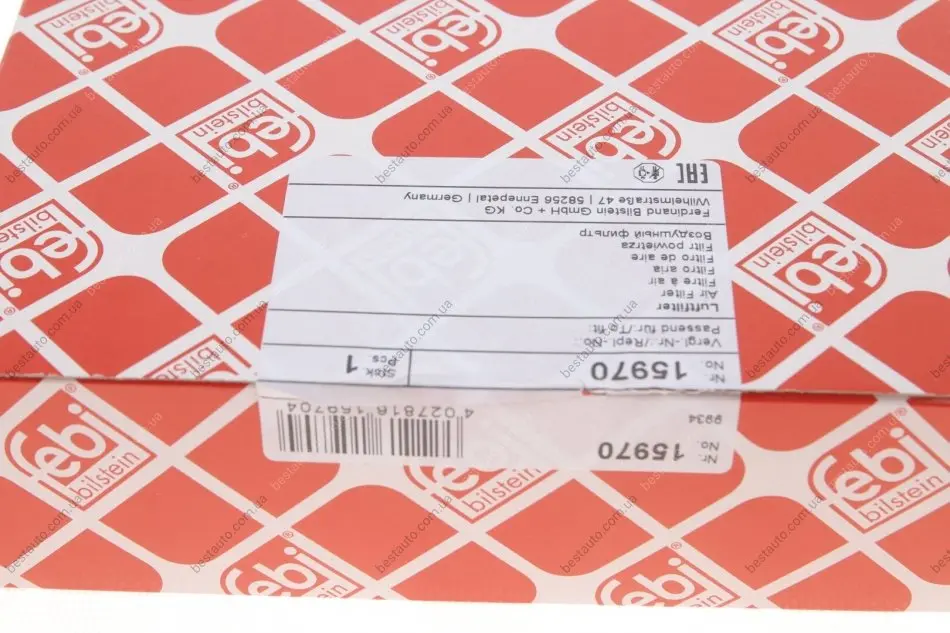 Nr. No. 15970
Stck Pcs. 1
Vergl.-Nr./Repl.-No.:
Passend für:/To fit:
Luftfilter
Air Filter
Filtre à air
Filtro aria
Filtro de aire
Filtr powietrza
Воздушный фильтр
Ferdinand Bilstein GmbH + Co. KG
Wilhelmstraße 47 | 58256 Ennepetal | Germany
EAC
Nr. No. 15970
9934
4 027816 159704
febi
bilstein
bestauto.com.ua